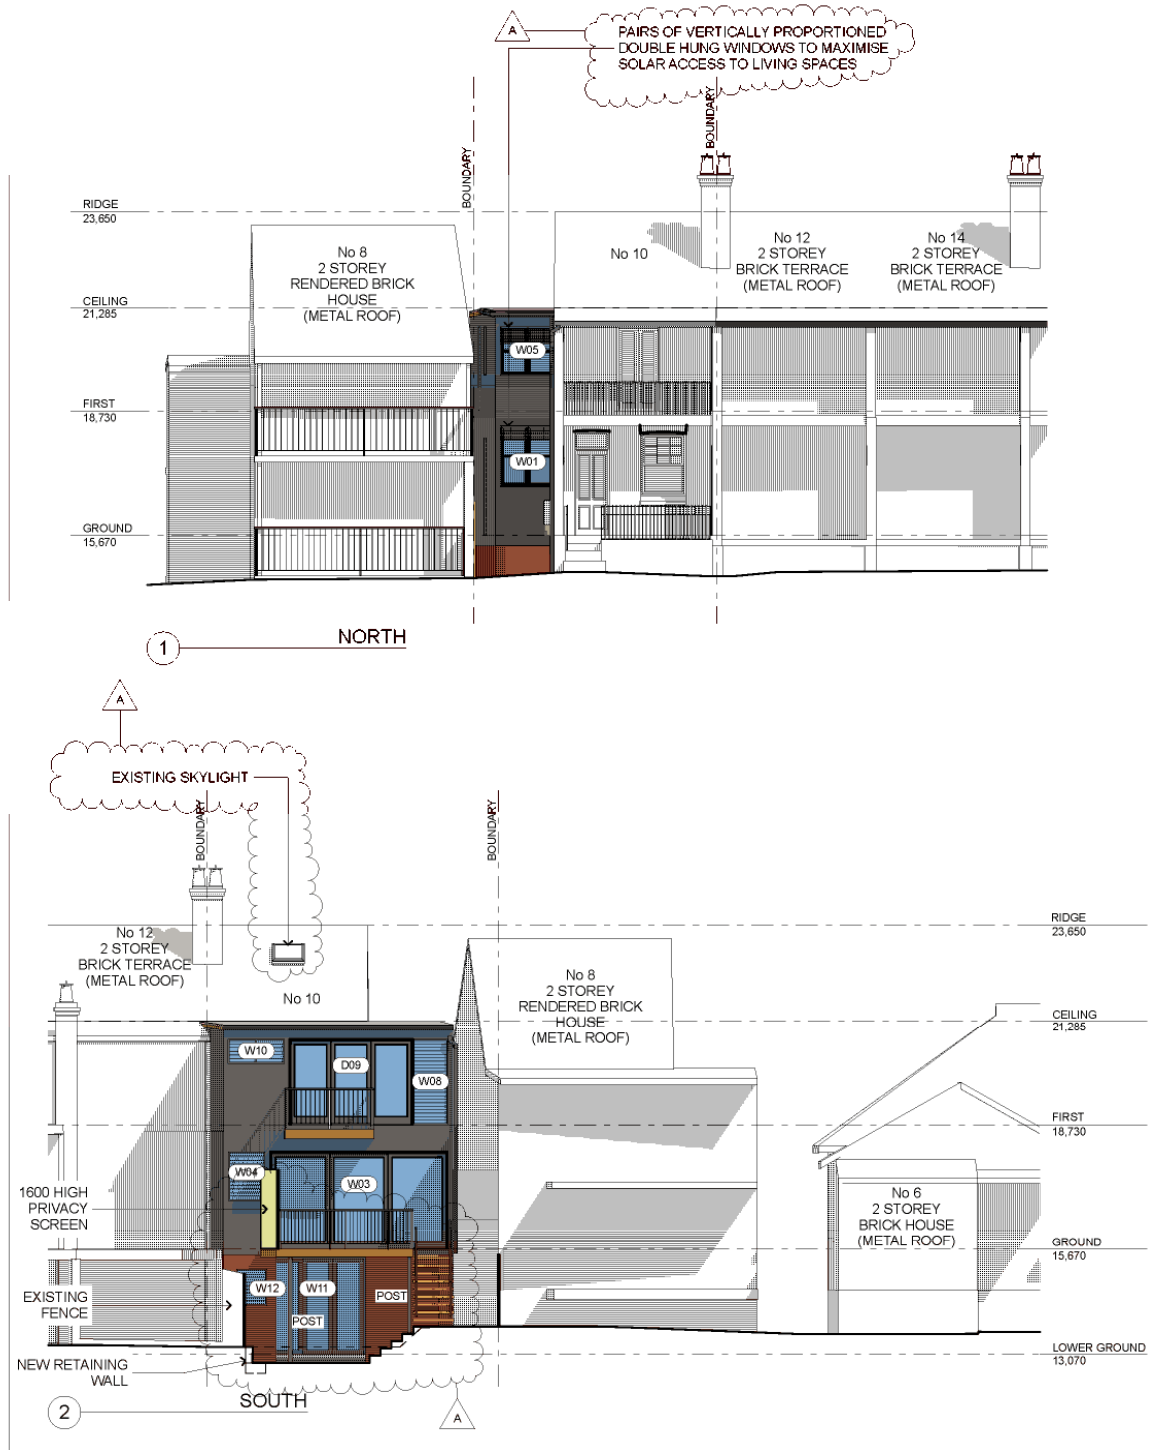 A
PAIRS OF VERTICALLY PROPORTIONED
DOUBLE HUNG WINDOWS TO MAXIMISE
SOLAR ACCESS TO LIVING SPACES
BOUNDARY
BOUNDARY
RIDGE
23,650
No 8
2 STOREY
RENDERED BRICK
HOUSE
(METAL ROOF)
No 10
No 12
2 STOREY
BRICK TERRACE
(METAL ROOF)
No 14
2 STOREY
BRICK TERRACE
(METAL ROOF)
CEILING
21,285
W05
FIRST
18,730
W01
GROUND
15,670
1
NORTH
A
EXISTING SKYLIGHT
BOUNDARY
BOUNDARY
RIDGE
23,650
No 12
2 STOREY
BRICK TERRACE
(METAL ROOF)
No 10
No 8
2 STOREY
RENDERED BRICK
HOUSE
(METAL ROOF)
CEILING
21,285
W10
D09
W08
FIRST
18,730
W04
W03
1600 HIGH
PRIVACY
SCREEN
No 6
2 STOREY
BRICK HOUSE
(METAL ROOF)
GROUND
15,670
EXISTING
FENCE
W12
W11
POST
POST
NEW RETAINING
WALL
LOWER GROUND
13,070
2
SOUTH
A